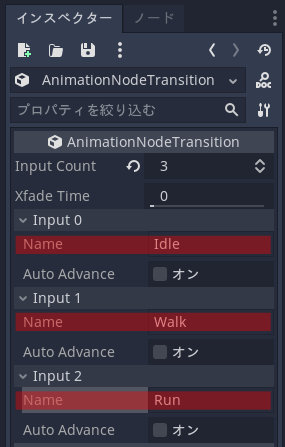 インスペクター ノード
AnimationNodeTransition
DOC
プロパティを絞り込む
AnimationNodeTransition
Input Count 3
Xfade Time 0
Input 0
Name Idle
Auto Advance オン
Input 1
Name Walk
Auto Advance オン
Input 2
Name Run
Auto Advance オン